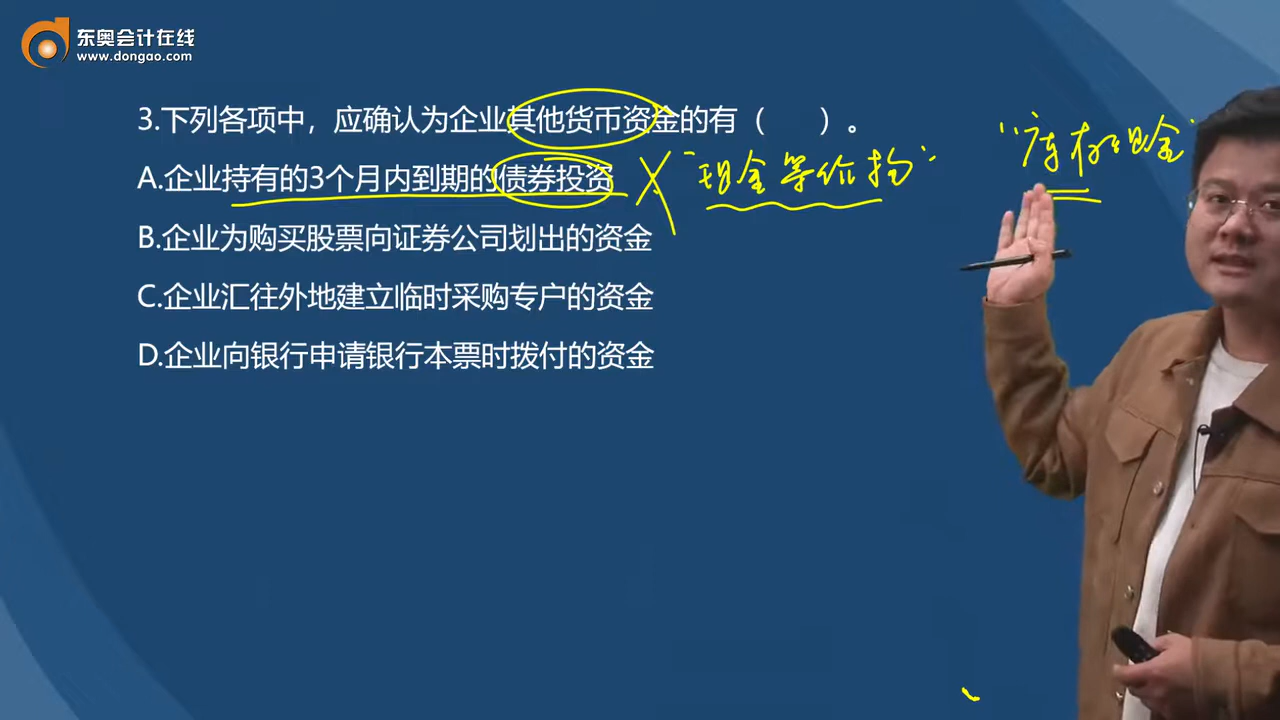 东奥会计在线
www.dongao.com
3.下列各项中，应确认为企业其他货币资金的有（ ）。
A.企业持有的3个月内到期的债券投资 "现金等价物"
"库存现金"
B.企业为购买股票向证券公司划出的资金
C.企业汇往外地建立临时采购专户的资金
D.企业向银行申请银行本票时拨付的资金